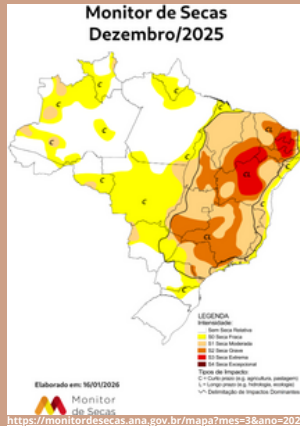 Monitor de Secas
Dezembro/2025
C
C
C
C
C
C
C
C
CL
CL
CL
C
C
LEGENDA
Intensidade:
Sem Seca Relativa
S0 Seca Fraca
S1 Seca Moderada
S2 Seca Grave
S3 Seca Extrema
S4 Seca Excepcional
Tipos de Impacto:
C = Curto prazo (e.g. agricultura, pastagem)
L = Longo prazo (e.g. hidrologia, ecologia)
Delimitação de Impactos Dominantes
Elaborado em: 16/01/2026
Monitor
de Secas
https://monitordesecas.ana.gov.br/mapa?mes=3&ano=202